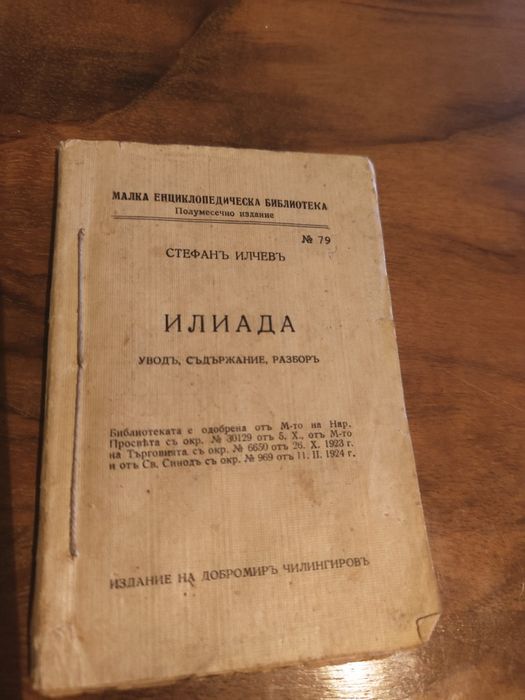 МАЛКА ЕНЦИКЛОПЕДИЧЕСКА БИБЛИОТЕКА
Полумесечно издание
№ 79
СТЕФАНЪ ИЛЧЕВЪ
ИЛИАДА
УВОДЪ, СЪДЪРЖАНИЕ, РАЗБОРЪ
Библиотеката е одобрена отъ М-то на Нар.
Просвѣта съ окр. № 30129 отъ 5. X., отъ М-то
на Търговията съ окр. № 6650 отъ 26. X. 1923 г.
и отъ Св. Синодъ съ окр. № 969 отъ 11. II. 1924 г.
ИЗДАНИЕ НА ДОБРОМИРЪ ЧИЛИНГИРОВЪ